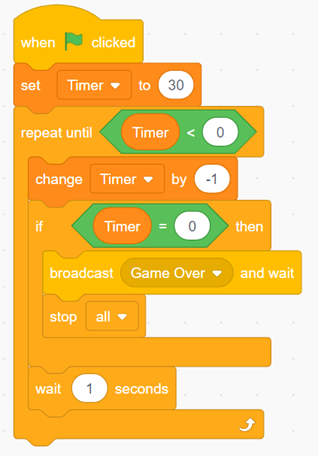 when clicked
set Timer to 30
repeat until Timer < 0
change Timer by -1
if Timer = 0 then
broadcast Game Over and wait
stop all
wait 1 seconds